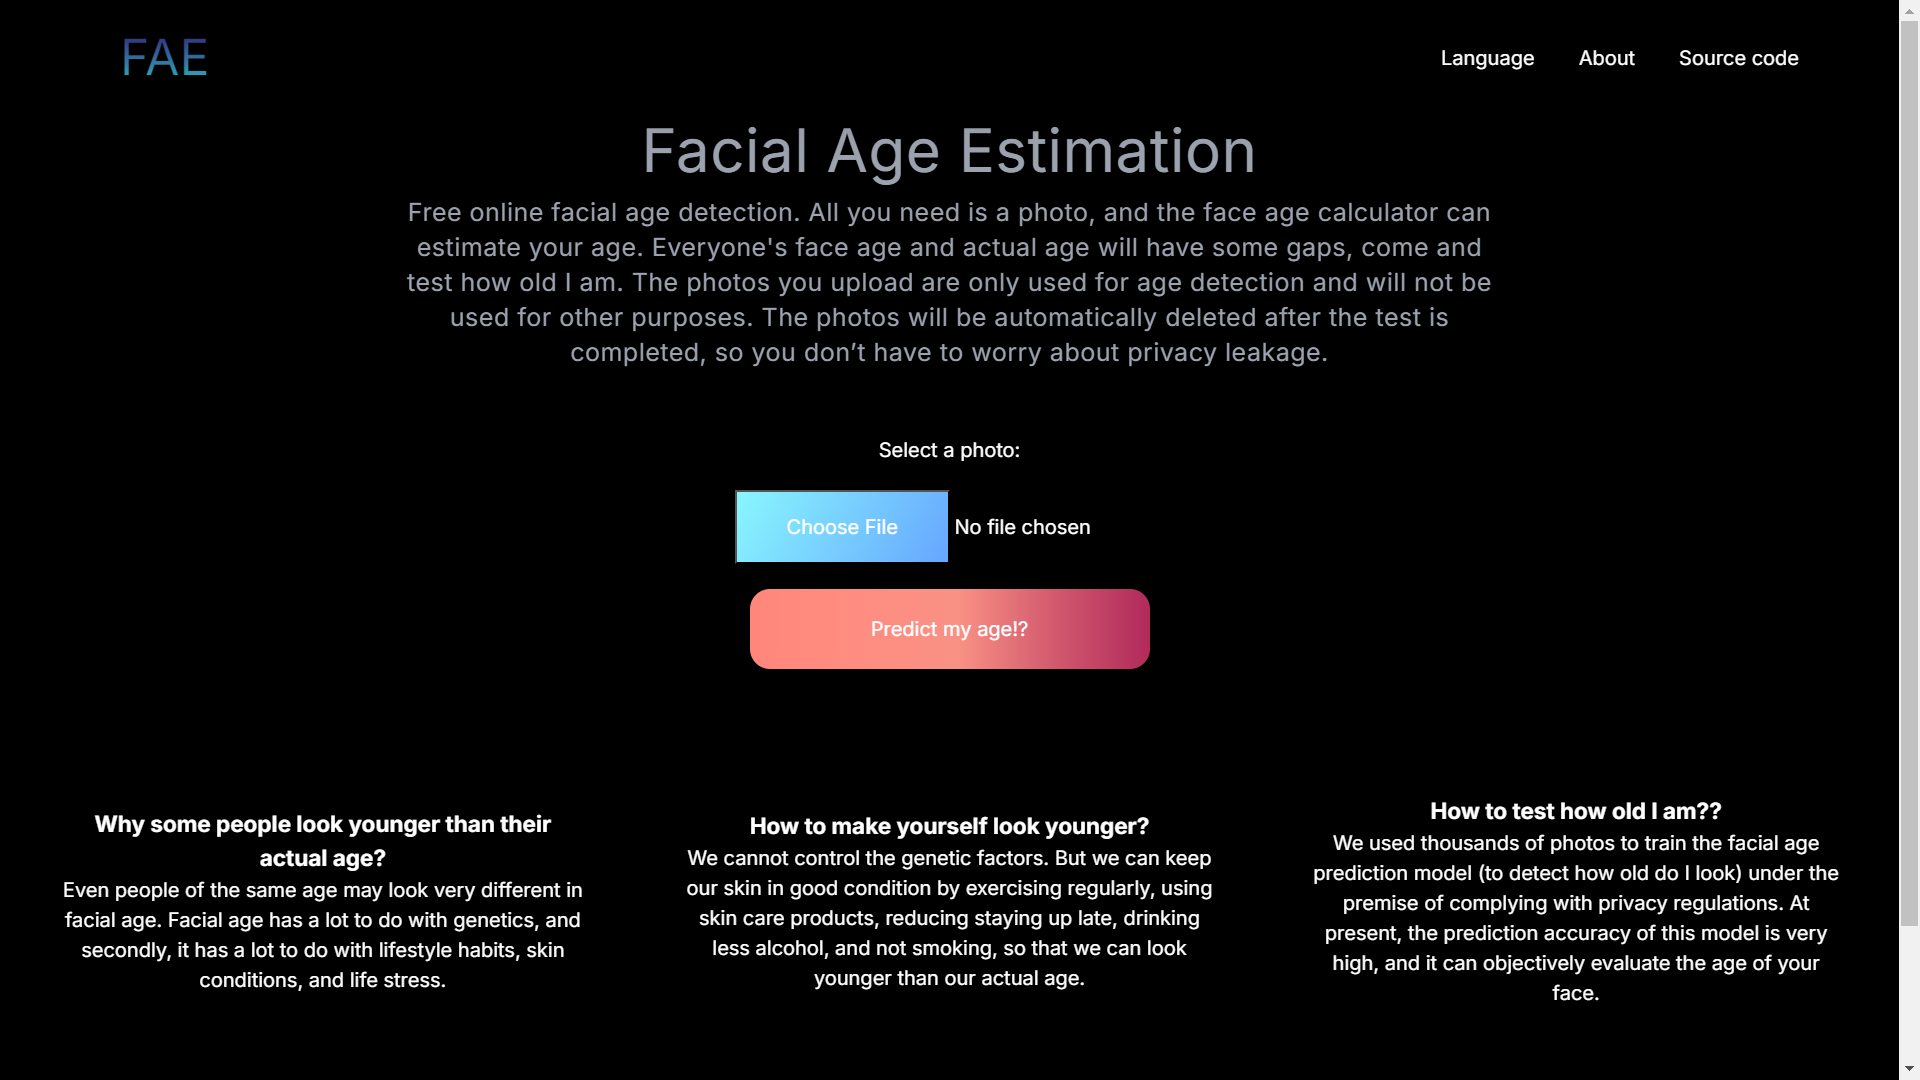 FAE
Language
About
Source code
Facial Age Estimation
Free online facial age detection. All you need is a photo, and the face age calculator can
estimate your age. Everyone's face age and actual age will have some gaps, come and
test how old I am. The photos you upload are only used for age detection and will not be
used for other purposes. The photos will be automatically deleted after the test is
completed, so you don’t have to worry about privacy leakage.
Select a photo:
Choose File
No file chosen
Predict my age!?
Why some people look younger than their
actual age?
Even people of the same age may look very different in
facial age. Facial age has a lot to do with genetics, and
secondly, it has a lot to do with lifestyle habits, skin
conditions, and life stress.
How to make yourself look younger?
We cannot control the genetic factors. But we can keep
our skin in good condition by exercising regularly, using
skin care products, reducing staying up late, drinking
less alcohol, and not smoking, so that we can look
younger than our actual age.
How to test how old I am??
We used thousands of photos to train the facial age
prediction model (to detect how old do I look) under the
premise of complying with privacy regulations. At
present, the prediction accuracy of this model is very
high, and it can objectively evaluate the age of your
face.